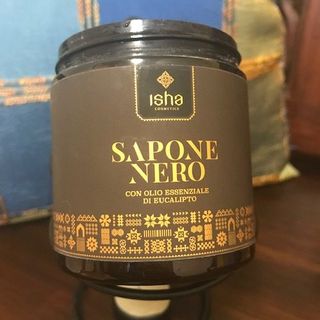 isha
COSMETICS
SAPONE
NERO
CON OLIO ESSENZIALE
DI EUCALIPTO